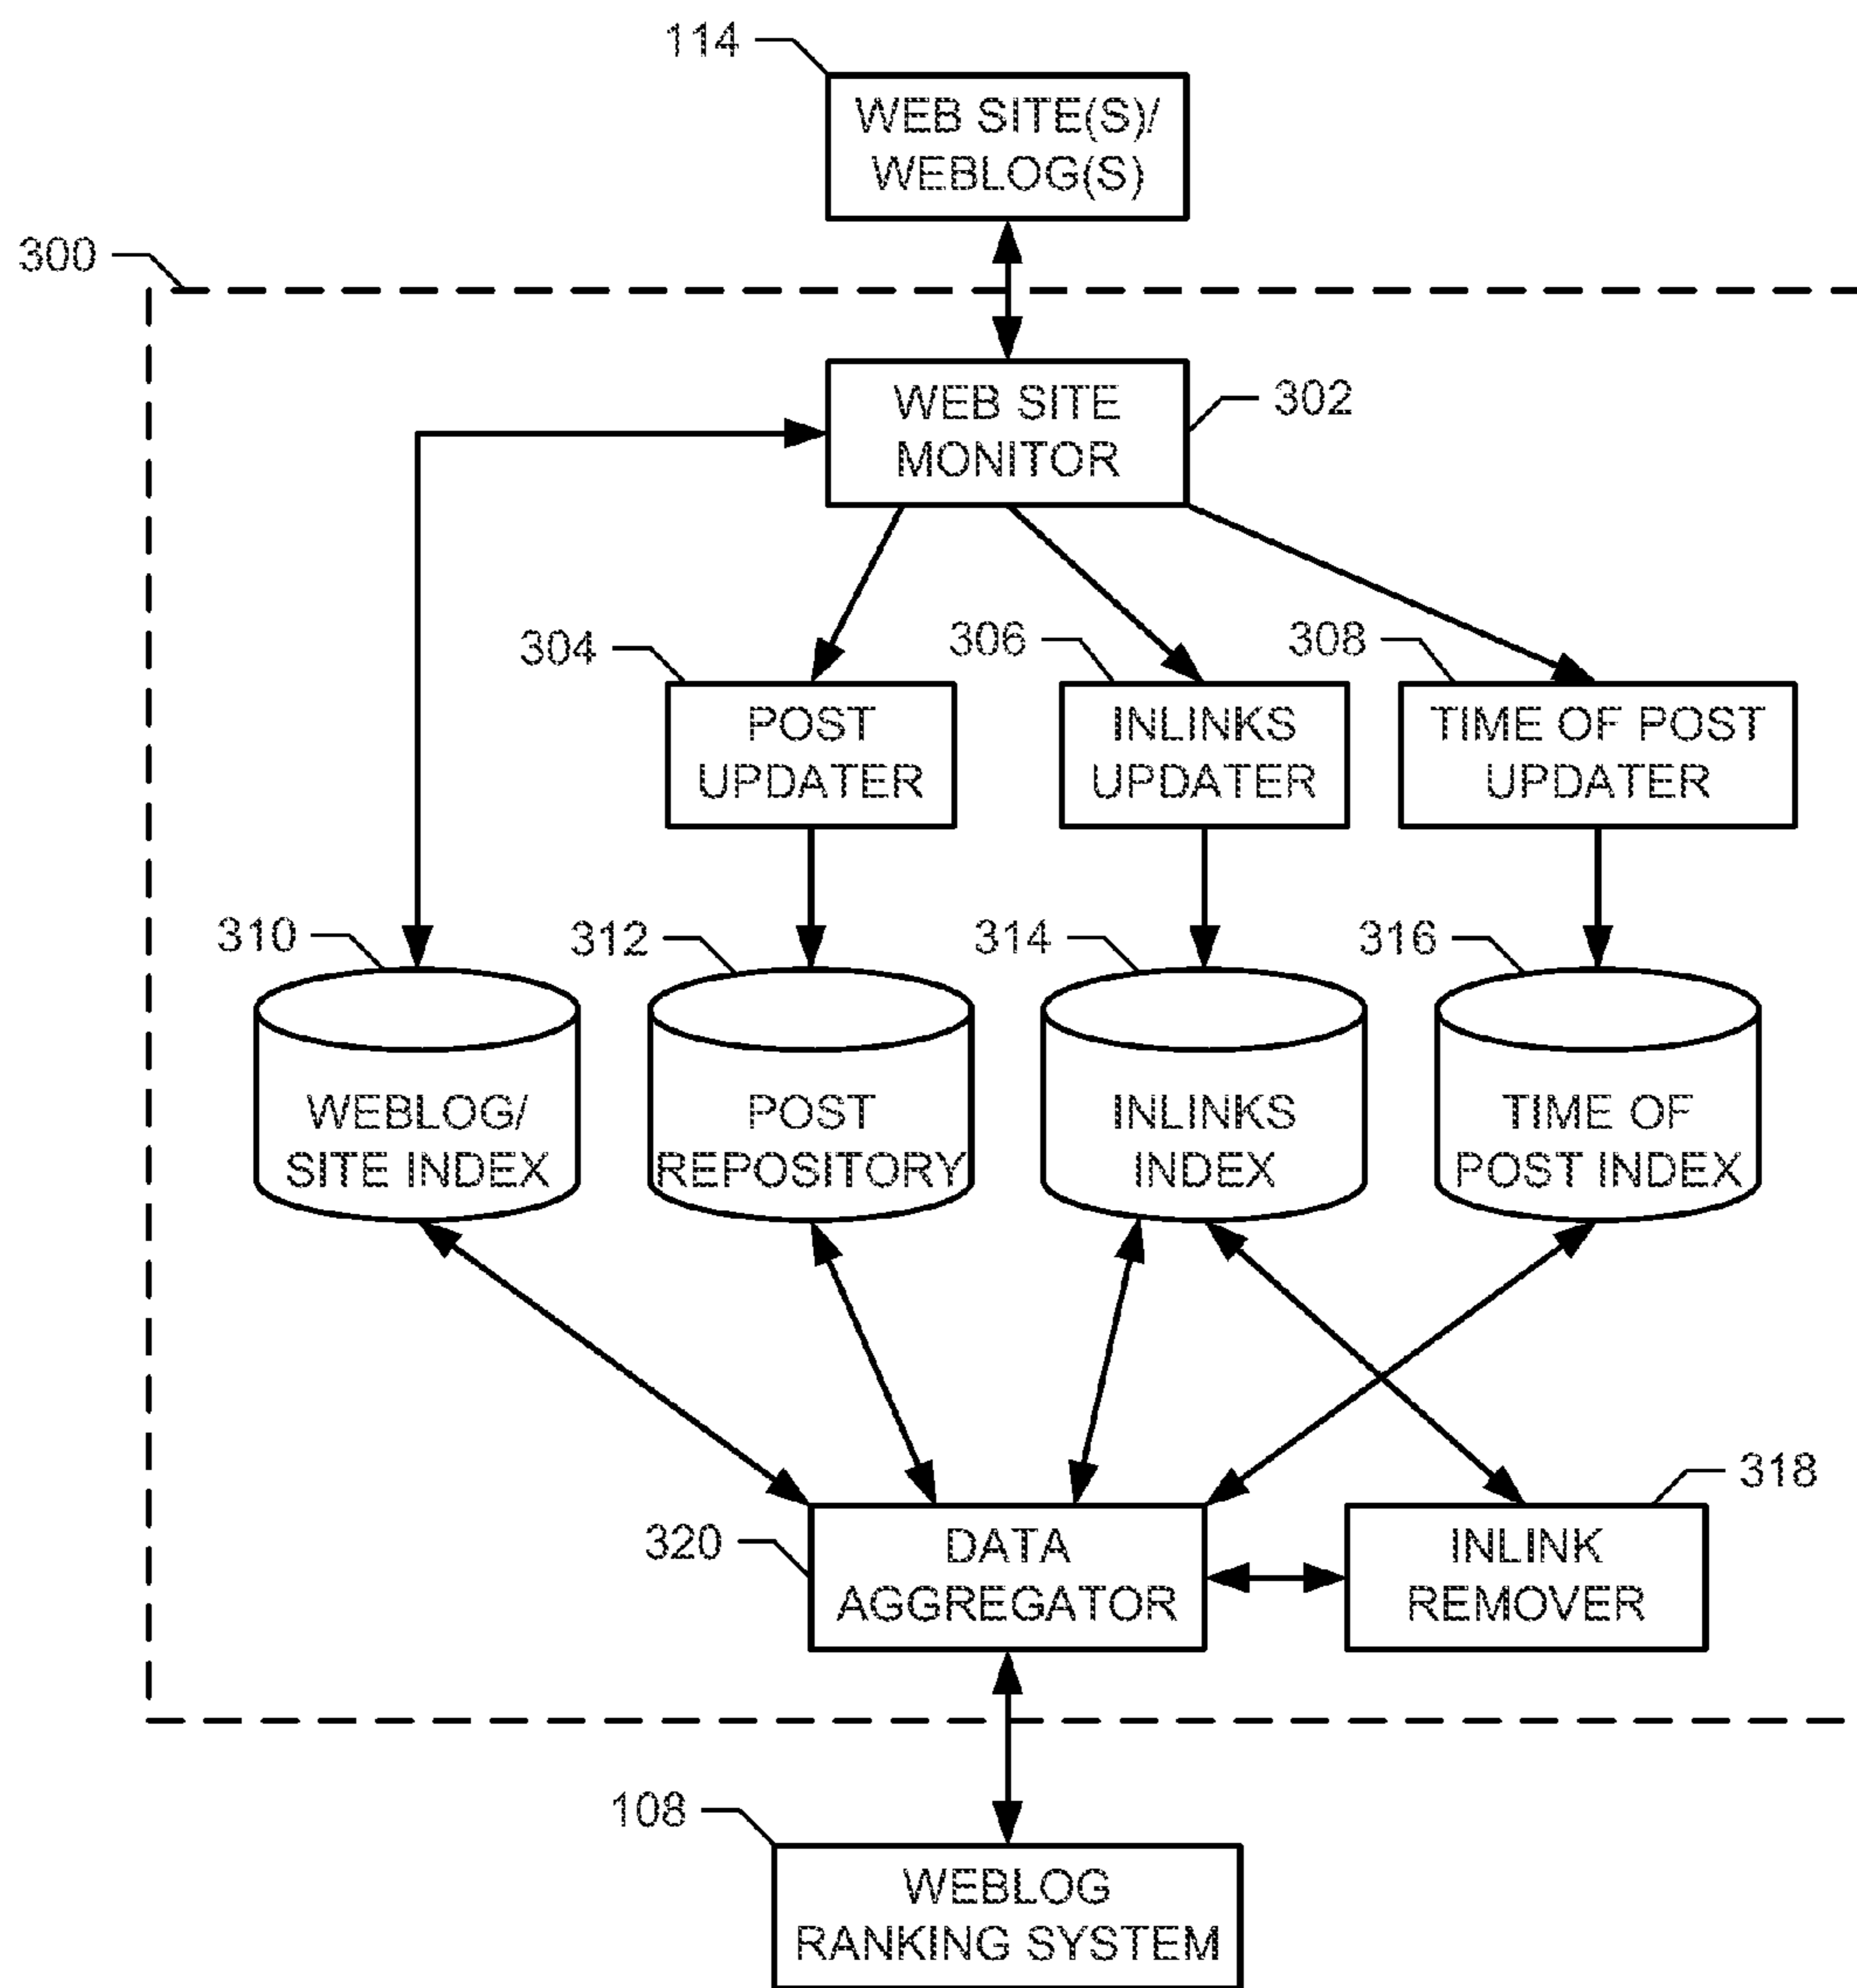 114
WEB SITE(S)/
WEBLOG(S)
300
WEB SITE
MONITOR
302
304
306
308
POST
UPDATER
INLINKS
UPDATER
TIME OF POST
UPDATER
310
312
314
316
WEBLOG/
SITE INDEX
POST
REPOSITORY
INLINKS
INDEX
TIME OF
POST INDEX
318
320
DATA
AGGREGATOR
INLINK
REMOVER
108
WEBLOG
RANKING SYSTEM